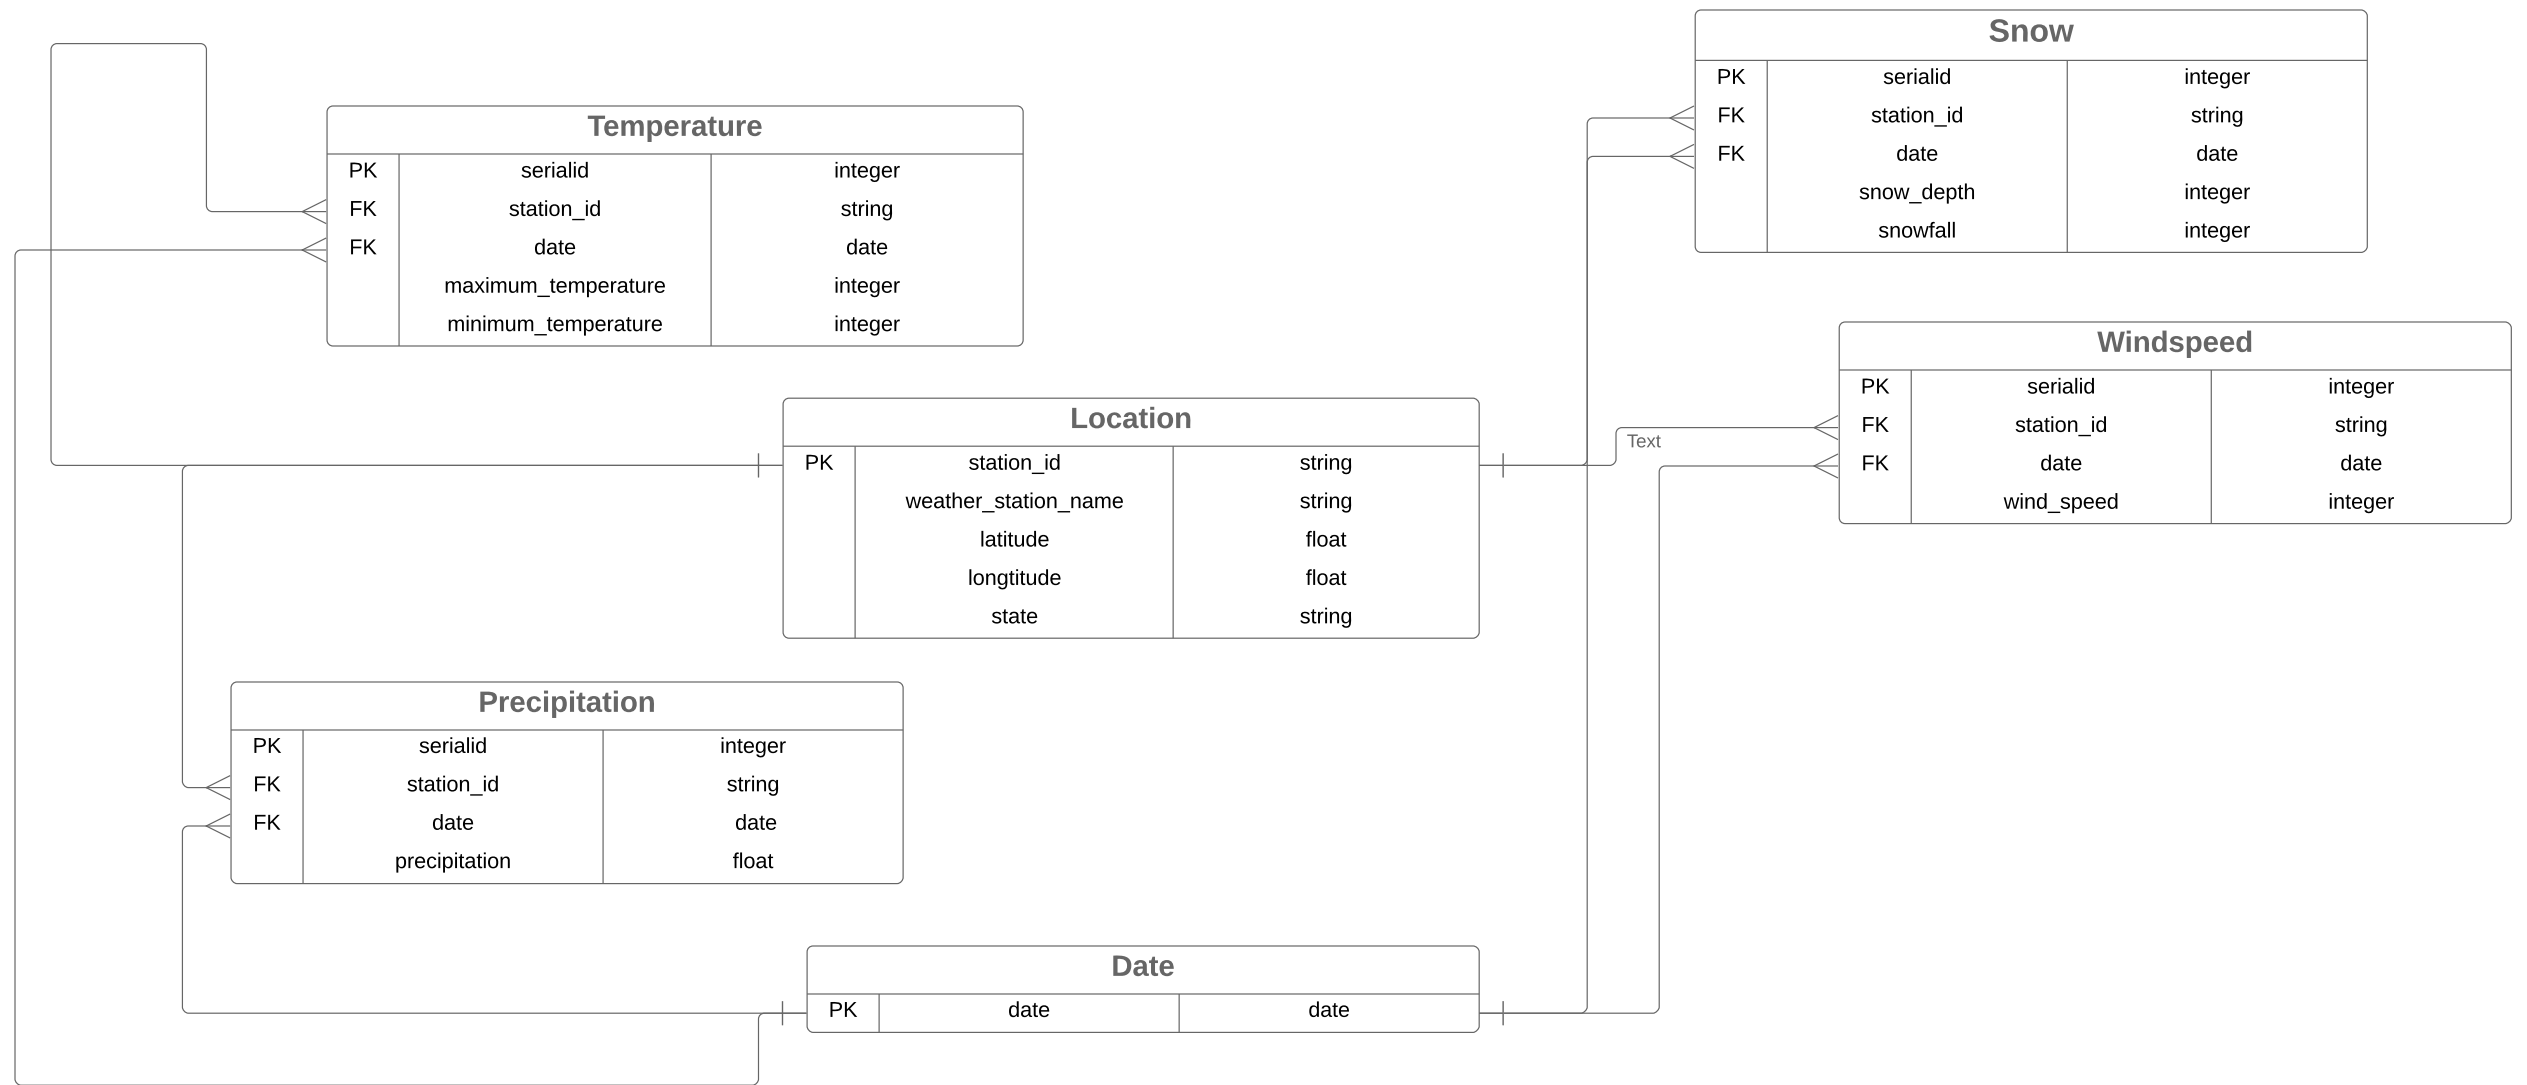 Snow
PK serialid integer
FK station_id string
FK date date
snow_depth integer
snowfall integer
Temperature
PK serialid integer
FK station_id string
FK date date
maximum_temperature integer
minimum_temperature integer
Windspeed
PK serialid integer
FK station_id string
FK date date
wind_speed integer
Location
PK station_id string
weather_station_name string
latitude float
longtitude float
state string
Text
Precipitation
PK serialid integer
FK station_id string
FK date date
precipitation float
Date
PK date date